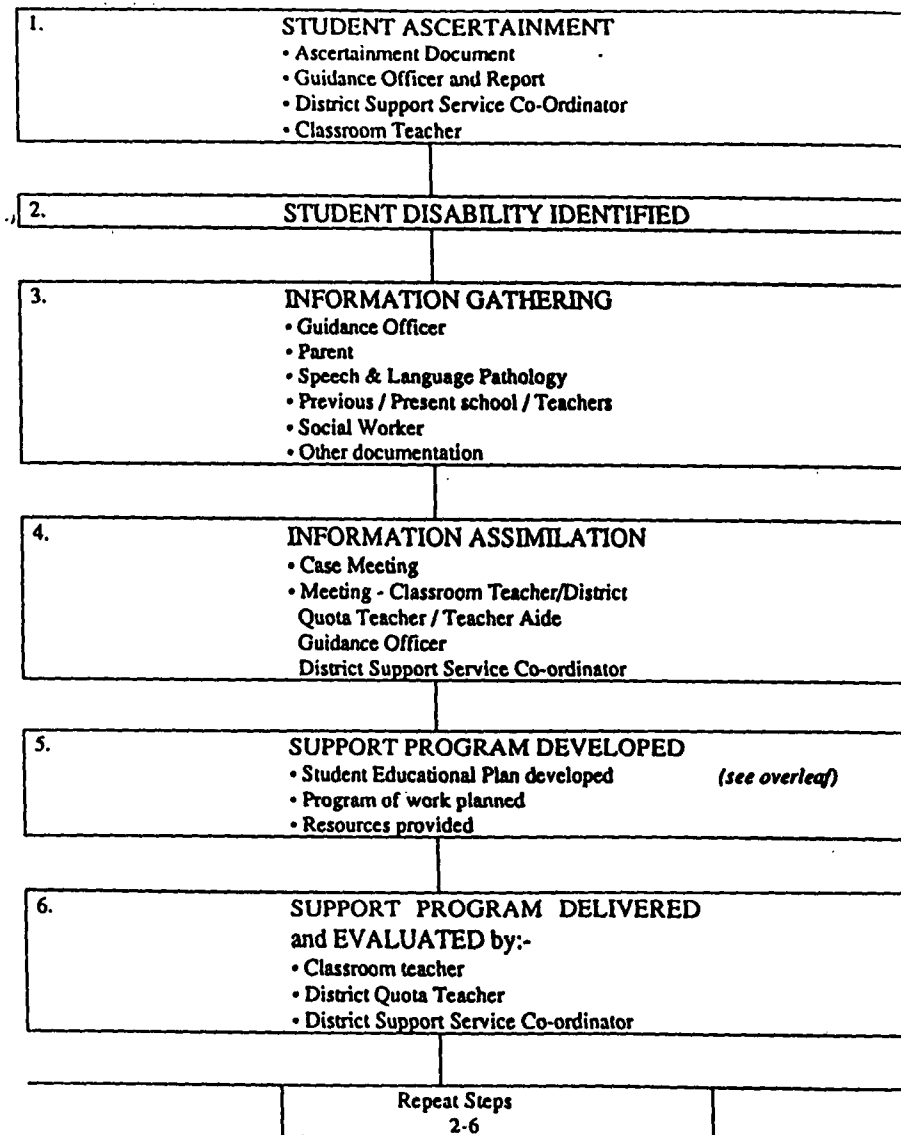 1. STUDENT ASCERTAINMENT
• Ascertainment Document
• Guidance Officer and Report
• District Support Service Co-Ordinator
• Classroom Teacher
2. STUDENT DISABILITY IDENTIFIED
3. INFORMATION GATHERING
• Guidance Officer
• Parent
• Speech & Language Pathology
• Previous / Present school / Teachers
• Social Worker
• Other documentation
4. INFORMATION ASSIMILATION
• Case Meeting
• Meeting - Classroom Teacher/District
Quota Teacher / Teacher Aide
Guidance Officer
District Support Service Co-ordinator
5. SUPPORT PROGRAM DEVELOPED
• Student Educational Plan developed (see overleaf)
• Program of work planned
• Resources provided
6. SUPPORT PROGRAM DELIVERED
and EVALUATED by:-
• Classroom teacher
• District Quota Teacher
• District Support Service Co-ordinator
Repeat Steps
2-6